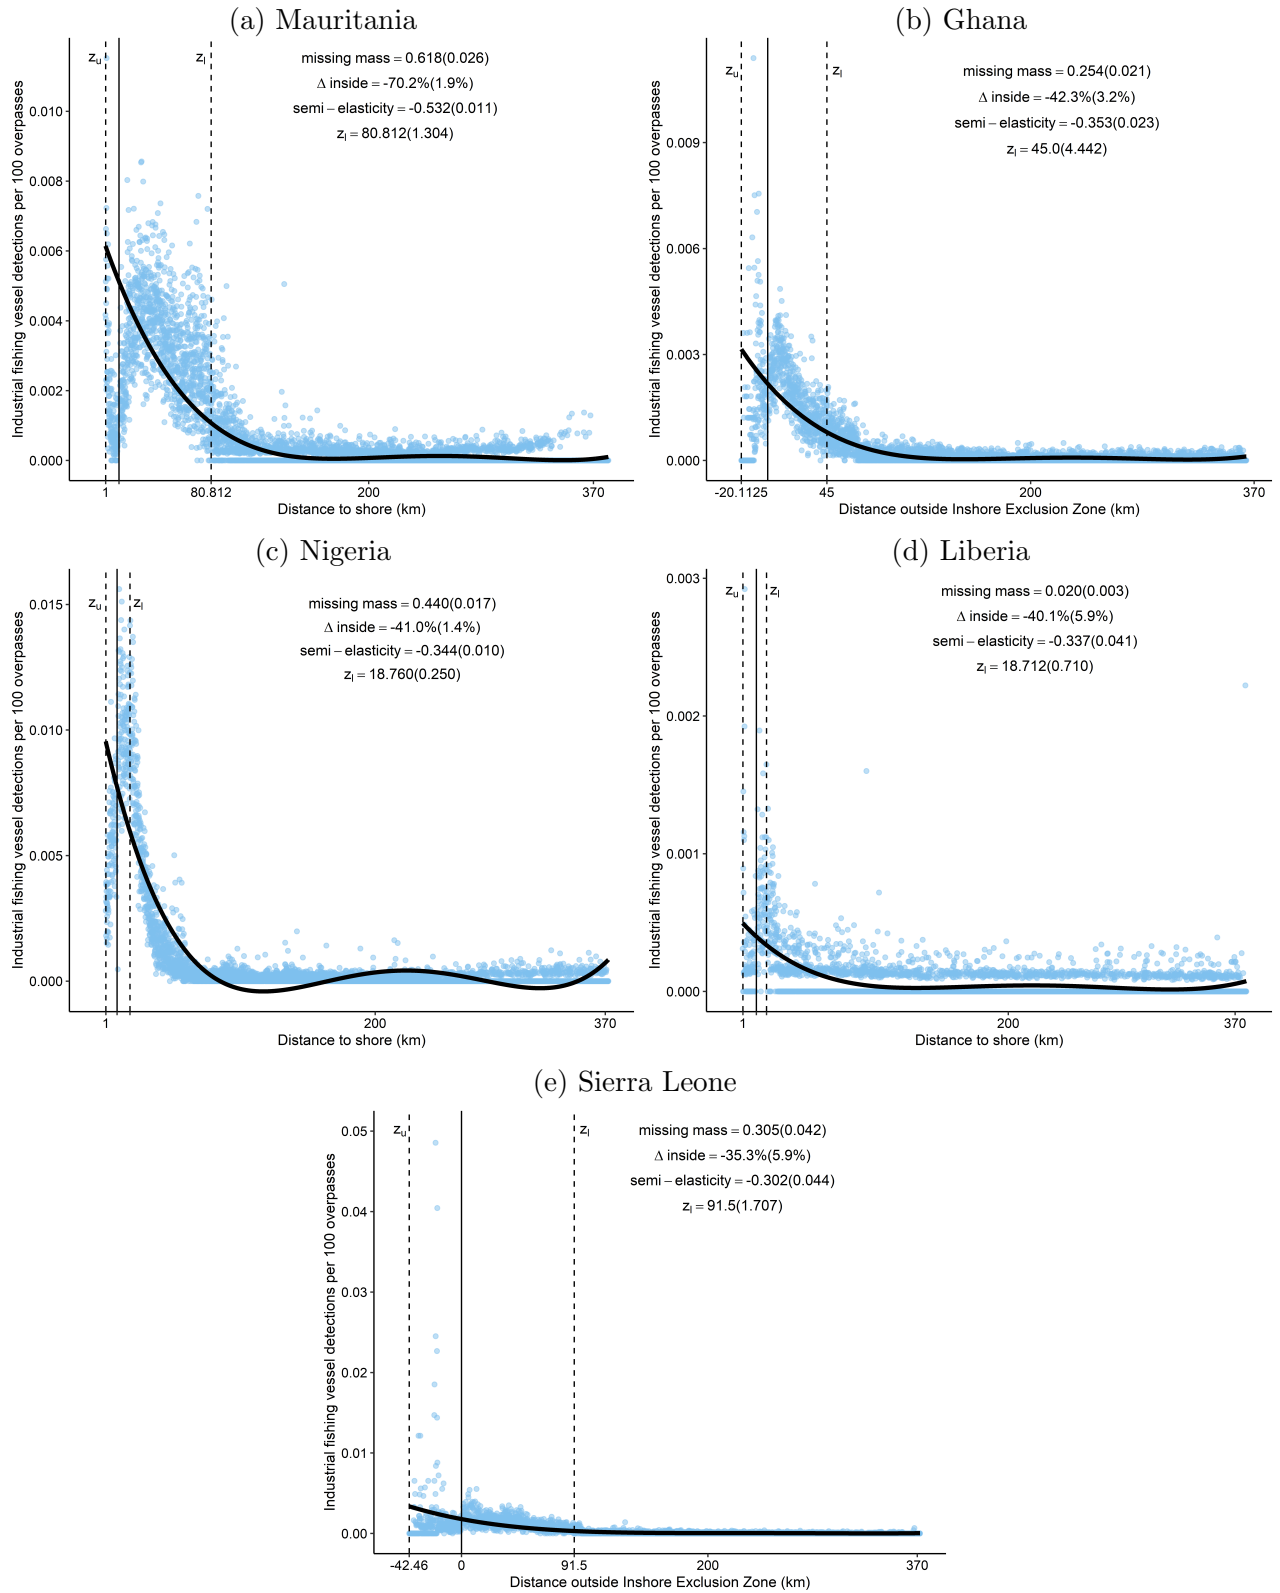 (a) Mauritania
Industrial fishing vessel detections per 100 overpasses
z_u
z_l
missing mass = 0.618(0.026)
Δ inside = -70.2%(1.9%)
semi − elasticity = -0.532(0.011)
z_l = 80.812(1.304)
0.010
0.008
0.006
0.004
0.002
0.000
1 80.812 200 370
Distance to shore (km)
(b) Ghana
Industrial fishing vessel detections per 100 overpasses
z_u
z_l
missing mass = 0.254(0.021)
Δ inside = -42.3%(3.2%)
semi − elasticity = -0.353(0.023)
z_l = 45.0(4.442)
0.009
0.006
0.003
0.000
-20.1125 45 200 370
Distance outside Inshore Exclusion Zone (km)
(c) Nigeria
Industrial fishing vessel detections per 100 overpasses
z_u
z_l
missing mass = 0.440(0.017)
Δ inside = -41.0%(1.4%)
semi − elasticity = -0.344(0.010)
z_l = 18.760(0.250)
0.015
0.010
0.005
0.000
1 200 370
Distance to shore (km)
(d) Liberia
Industrial fishing vessel detections per 100 overpasses
z_u
z_l
missing mass = 0.020(0.003)
Δ inside = -40.1%(5.9%)
semi − elasticity = -0.337(0.041)
z_l = 18.712(0.710)
0.003
0.002
0.001
0.000
1 200 370
Distance to shore (km)
(e) Sierra Leone
Industrial fishing vessel detections per 100 overpasses
z_u
z_l
missing mass = 0.305(0.042)
Δ inside = -35.3%(5.9%)
semi − elasticity = -0.302(0.044)
z_l = 91.5(1.707)
0.05
0.04
0.03
0.02
0.01
0.00
-42.46 0 91.5 200 370
Distance outside Inshore Exclusion Zone (km)